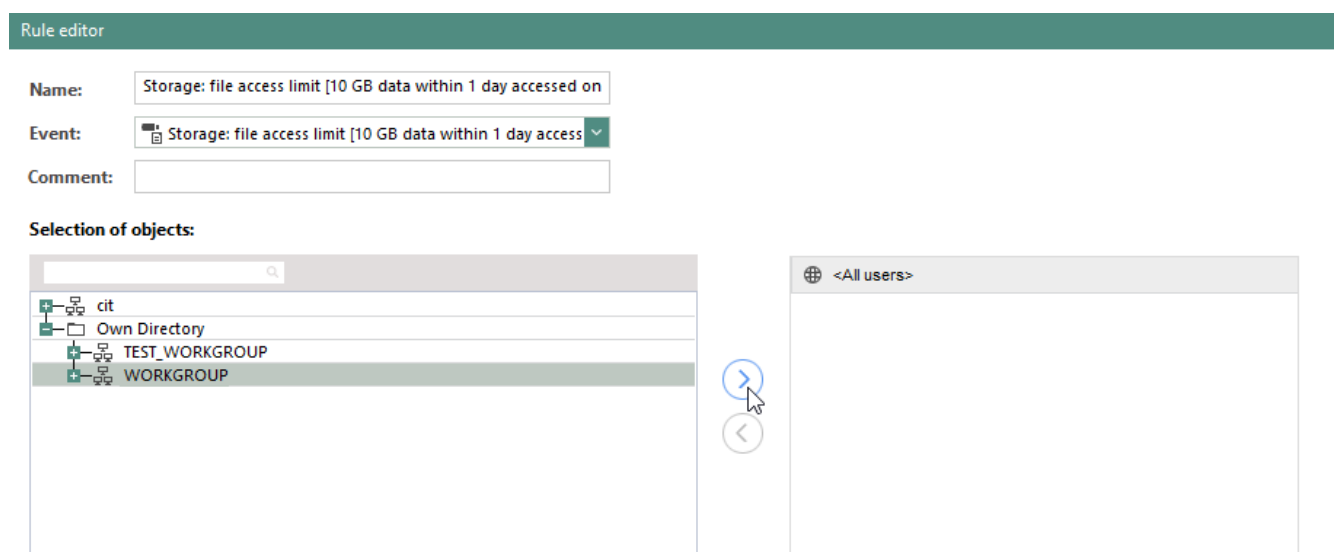 Rule editor
Name: Storage: file access limit [10 GB data within 1 day accessed on
Event: Storage: file access limit [10 GB data within 1 day access
Comment:
Selection of objects:
<All users>
cit
Own Directory
TEST_WORKGROUP
WORKGROUP